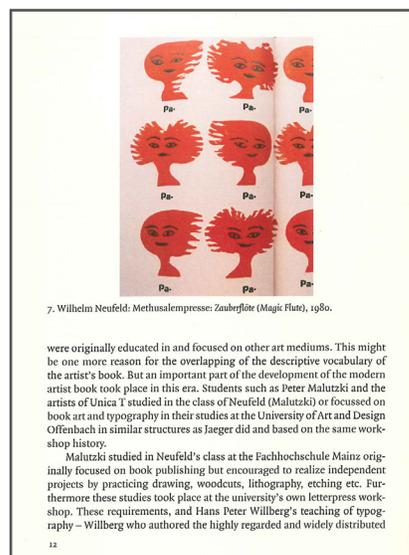 Pa. Pa. Pa.
Pa. Pa. Pa.
Pa. Pa. Pa.
7. Wilhelm Neufeld: Methusalempresse: Zauberflöte (Magic Flute), 1980.
were originally educated in and focused on other art mediums. This might
be one more reason for the overlapping of the descriptive vocabulary of
the artist's book. But an important part of the development of the modern
artist book took place in this era. Students such as Peter Malutzki and the
artists of Unica T studied in the class of Neufeld (Malutzki) or focussed on
book art and typography in their studies at the University of Art and Design
Offenbach in similar structures as Jaeger did and based on the same work-
shop history.
Malutzki studied in Neufeld's class at the Fachhochschule Mainz orig-
inally focused on book publishing but encouraged to realize independent
projects by practicing drawing, woodcuts, lithography, etching etc. Fur-
thermore these studies took place at the university's own letterpress work-
shop. These requirements, and Hans Peter Willberg's teaching of typog-
raphy – Willberg who authored the highly regarded and widely distributed
12